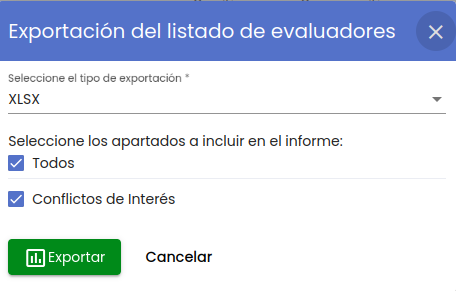 Exportación del listado de evaluadores
Seleccione el tipo de exportación *
XLSX
Seleccione los apartados a incluir en el informe:
Todos
Conflictos de Interés
Exportar
Cancelar